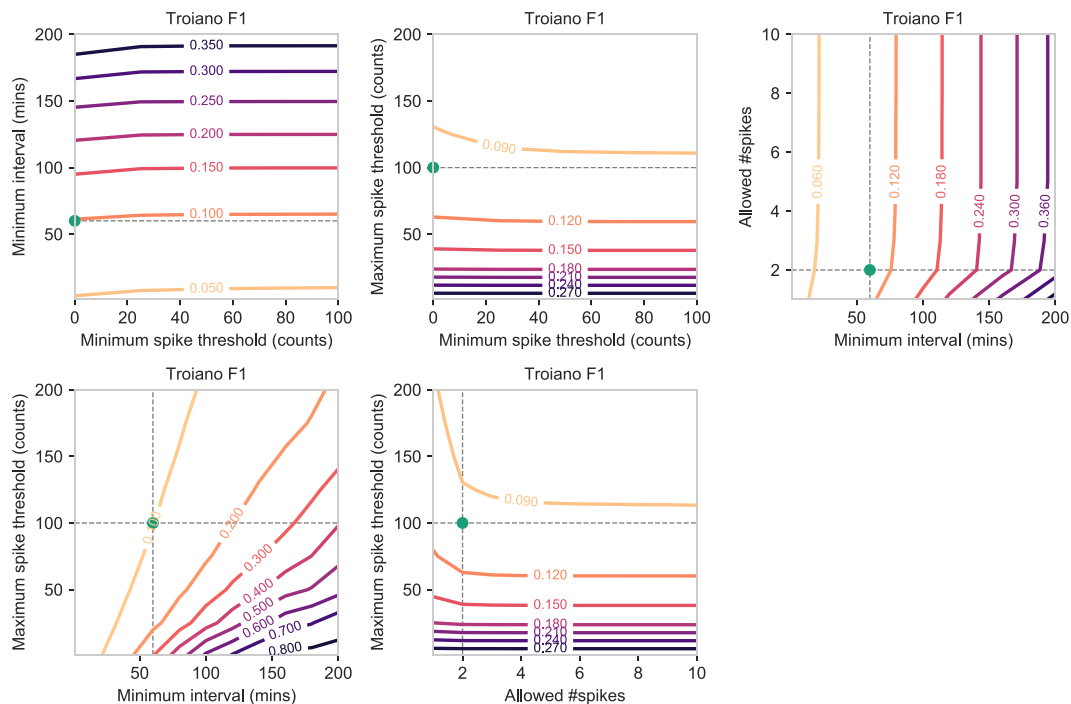 Troiano F1
Minimum interval (mins)
200
150
100
50
0.350
0.300
0.250
0.200
0.150
0.100
0.050
0 20 40 60 80 100
Minimum spike threshold (counts)
Troiano F1
Maximum spike threshold (counts)
200
150
100
50
0.090
0.120
0.150
0.180
0.210
0.240
0.270
0 20 40 60 80 100
Minimum spike threshold (counts)
Troiano F1
Allowed #spikes
10
8
6
4
2
0.060
0.120
0.180
0.240
0.300
0.360
50 100 150 200
Minimum interval (mins)
Troiano F1
Maximum spike threshold (counts)
200
150
100
50
0.200
0.300
0.400
0.500
0.600
0.700
0.800
50 100 150 200
Minimum interval (mins)
Troiano F1
Maximum spike threshold (counts)
200
150
100
50
0.090
0.120
0.150
0.180
0.210
0.240
0.270
2 4 6 8 10
Allowed #spikes